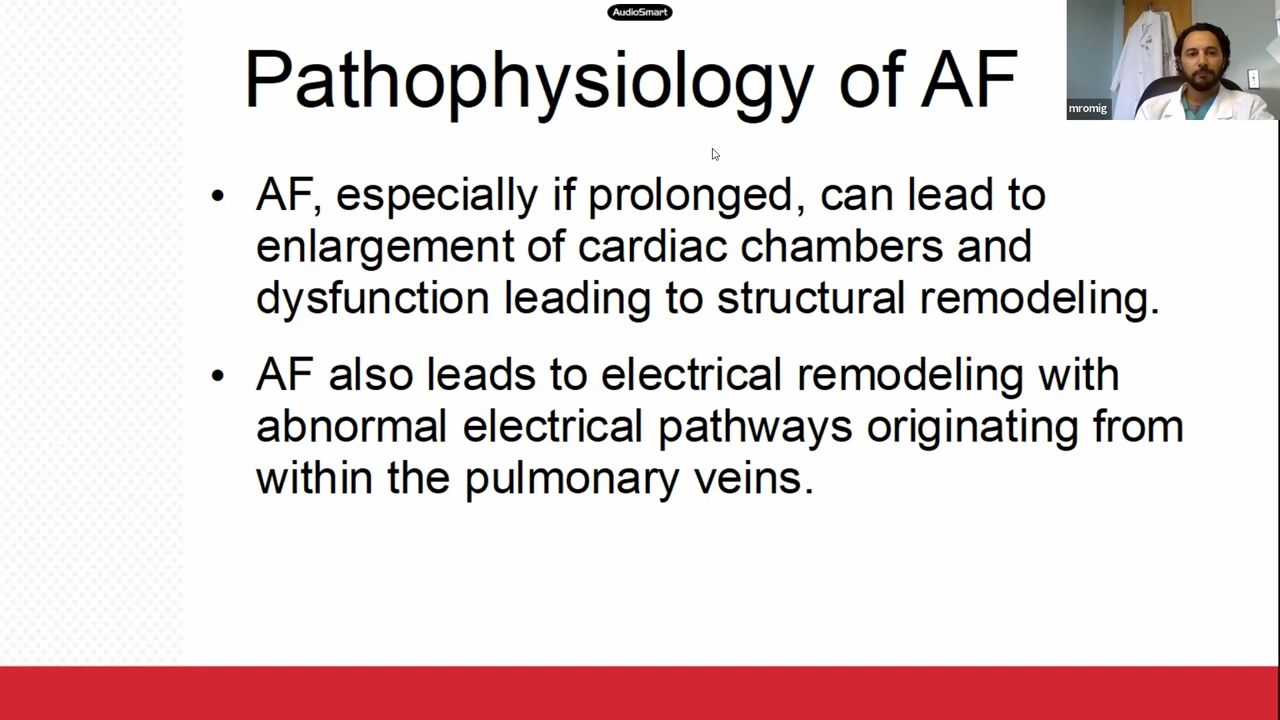 AudioSmart
Pathophysiology of AF
mromig
• AF, especially if prolonged, can lead to
enlargement of cardiac chambers and
dysfunction leading to structural remodeling.
• AF also leads to electrical remodeling with
abnormal electrical pathways originating from
within the pulmonary veins.